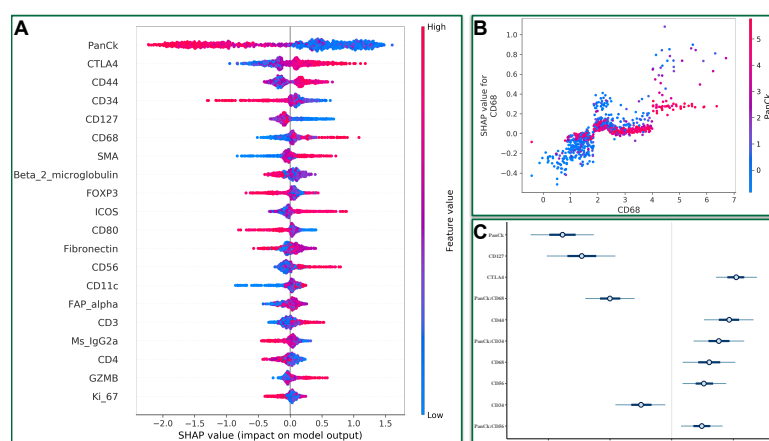 A
High
PanCk
CTLA4
CD44
CD34
CD127
CD68
SMA
Beta_2_microglobulin
FOXP3
ICOS
CD80
Fibronectin
CD56
CD11c
FAP_alpha
CD3
Ms_IgG2a
CD4
GZMB
Ki_67
Feature value
Low
−2.0 −1.5 −1.0 −0.5 0.0 0.5 1.0 1.5
SHAP value (impact on model output)
B
1.0
0.8
0.6
0.4
0.2
0.0
−0.2
−0.4
SHAP value for
CD68
0 1 2 3 4 5 6 7
CD68
5
4
3
2
1
0
PanCk
C
PanCk
CD127
CTLA4
PanCk:CD68
CD44
PanCk:CD34
CD68
CD56
CD34
PanCk:CD56